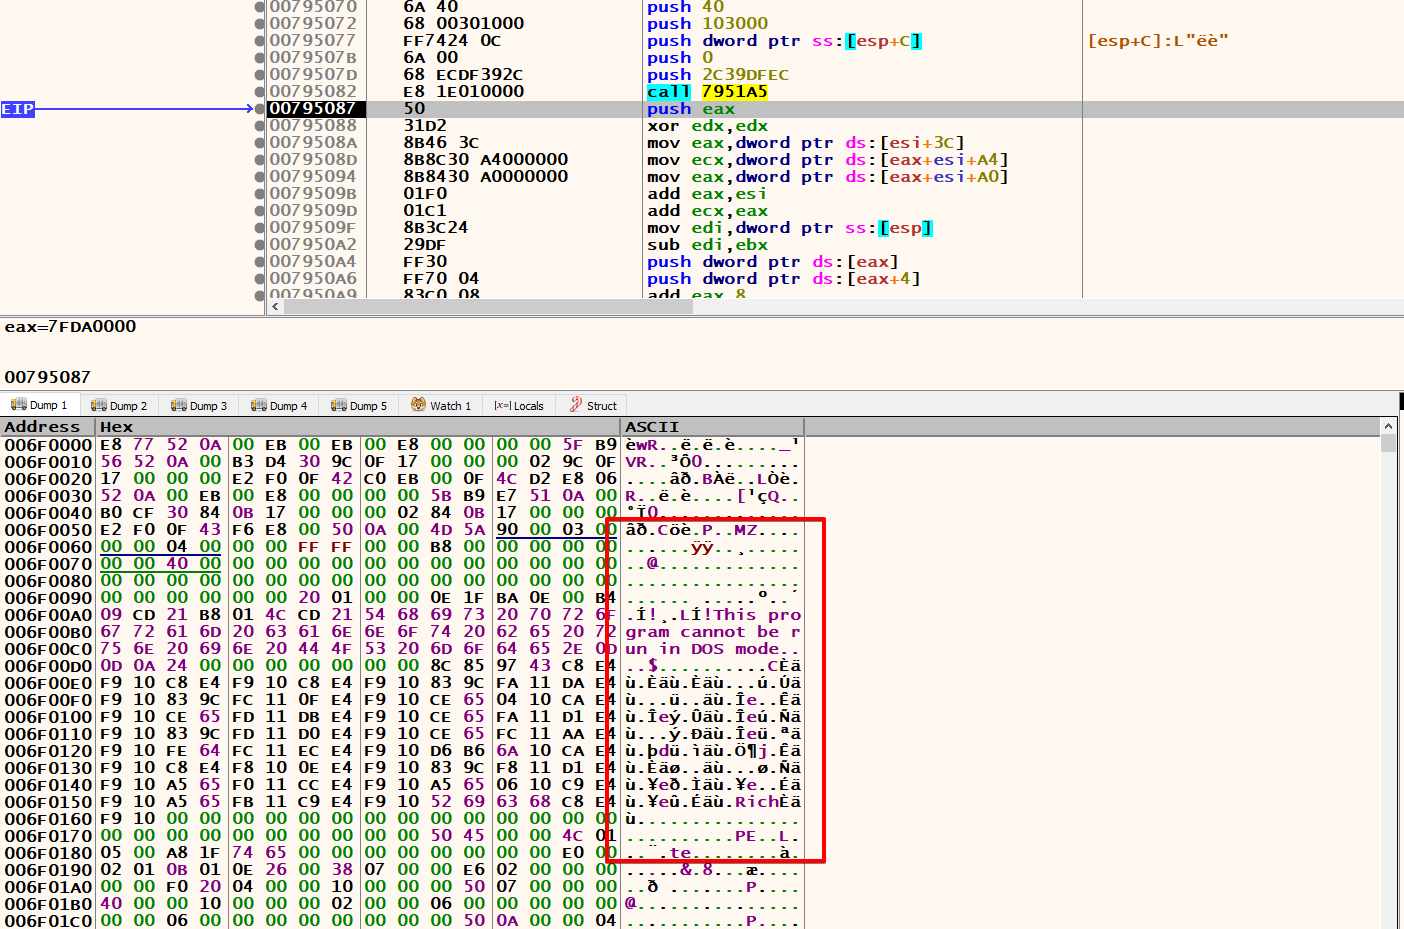 00795070 6A 40 push 40
00795072 68 00301000 push 103000
00795077 FF7424 0C push dword ptr ss:[esp+C] [esp+C]:L"ëè"
0079507B 6A 00 push 0
0079507D 68 ECDF392C push 2C39DFEC
00795082 E8 1E010000 call 7951A5
EIP 00795087 50 push eax
00795088 31D2 xor edx,edx
0079508A 8B46 3C mov eax,dword ptr ds:[esi+3C]
0079508D 8B8C30 A4000000 mov ecx,dword ptr ds:[eax+esi+A4]
00795094 8B8430 A0000000 mov eax,dword ptr ds:[eax+esi+A0]
0079509B 01F0 add eax,esi
0079509D 01C1 add ecx,eax
0079509F 8B3C24 mov edi,dword ptr ss:[esp]
007950A2 29DF sub edi,ebx
007950A4 FF30 push dword ptr ds:[eax]
007950A6 FF70 04 push dword ptr ds:[eax+4]
007950A9 83C0 08 add eax,8
eax=7FDA0000
00795087
Dump 1 Dump 2 Dump 3 Dump 4 Dump 5 Watch 1 [x=] Locals Struct
Address Hex ASCII
006F0000 E8 77 52 0A 00 EB 00 EB 00 E8 00 00 00 00 5F B9 èwR..ë.ë.è...._¹
006F0010 56 52 0A 00 B3 D4 30 9C 0F 17 00 00 00 02 9C 0F VR..³Ô0.........
006F0020 17 00 00 00 E2 F0 0F 42 C0 EB 00 0F 4C D2 E8 06 ....âð.BÀë..LÒè.
006F0030 52 0A 00 EB 00 E8 00 00 00 00 5B B9 E7 51 0A 00 R..ë.è....[¹çQ..
006F0040 B0 CF 30 84 0B 17 00 00 00 02 84 0B 17 00 00 00 °Ï0.............
006F0050 E2 F0 0F 43 F6 E8 00 50 0A 00 4D 5A 90 00 03 00 âð.Cöè.P..MZ....
006F0060 00 00 04 00 00 00 FF FF 00 00 B8 00 00 00 00 00 ......ÿÿ..¸.....
006F0070 00 00 40 00 00 00 00 00 00 00 00 00 00 00 00 00 ..@.............
006F0080 00 00 00 00 00 00 00 00 00 00 00 00 00 00 00 00 ................
006F0090 00 00 00 00 00 00 20 01 00 00 0E 1F BA 0E 00 B4 ...... .....º..´
006F00A0 09 CD 21 B8 01 4C CD 21 54 68 69 73 20 70 72 6F .Í!¸.LÍ!This pro
006F00B0 67 72 61 6D 20 63 61 6E 6E 6F 74 20 62 65 20 72 gram cannot be r
006F00C0 75 6E 20 69 6E 20 44 4F 53 20 6D 6F 64 65 2E 0D un in DOS mode..
006F00D0 0D 0A 24 00 00 00 00 00 00 00 8C 85 97 43 C8 E4 ..$..........CÈä
006F00E0 F9 10 C8 E4 F9 10 C8 E4 F9 10 83 9C FA 11 DA E4 ù.Èäù.Èäù...ú.Úä
006F00F0 F9 10 83 9C FC 11 0F E4 F9 10 CE 65 04 10 CA E4 ù...ü..äù.Îe..Êä
006F0100 F9 10 CE 65 FD 11 DB E4 F9 10 CE 65 FA 11 D1 E4 ù.Îeý.Ûäù.Îeú.Ñä
006F0110 F9 10 83 9C FD 11 D0 E4 F9 10 CE 65 FC 11 AA E4 ù...ý.Ðäù.Îeü.ªä
006F0120 F9 10 FE 64 FC 11 EC E4 F9 10 D6 B6 6A 10 CA E4 ù.þdü.ìäù.Ö¶j.Êä
006F0130 F9 10 C8 E4 F8 10 0E E4 F9 10 83 9C F8 11 D1 E4 ù.Èäø..äù...ø.Ñä
006F0140 F9 10 A5 65 F0 11 CC E4 F9 10 A5 65 06 10 C9 E4 ù.¥eð.Ìäù.¥e..Éä
006F0150 F9 10 A5 65 FB 11 C9 E4 F9 10 52 69 63 68 C8 E4 ù.¥eû.Éäù.RichÈä
006F0160 F9 10 00 00 00 00 00 00 00 00 00 00 00 00 00 00 ù...............
006F0170 00 00 00 00 00 00 00 00 00 00 50 45 00 00 4C 01 ..........PE..L.
006F0180 05 00 A8 1F 74 65 00 00 00 00 00 00 00 00 E0 00 ..¨.te........à.
006F0190 02 01 0B 01 0E 26 00 38 07 00 00 E6 02 00 00 00 .....&.8...æ....
006F01A0 00 00 F0 20 04 00 00 10 00 00 00 50 07 00 00 00 ..ð .......P....
006F01B0 40 00 00 10 00 00 00 02 00 00 06 00 00 00 00 00 @...............
006F01C0 00 00 06 00 00 00 00 00 00 00 00 50 0A 00 00 04 ...........P....